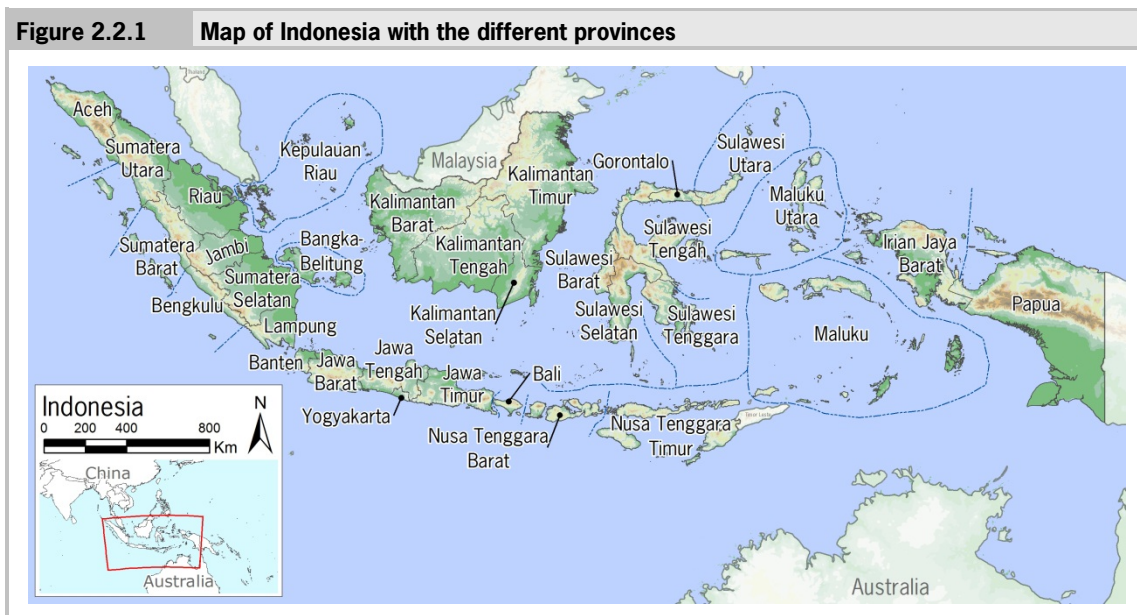 Figure 2.2.1 Map of Indonesia with the different provinces
Aceh
Sumatera
Utara
Riau
Kepulauan
Riau
Sumatera
Barat
Jambi
Bengkulu
Sumatera
Selatan
Bangka-
Belitung
Lampung
Malaysia
Kalimantan
Barat
Kalimantan
Timur
Kalimantan
Tengah
Kalimantan
Selatan
Gorontalo
Sulawesi
Utara
Sulawesi
Tengah
Sulawesi
Barat
Sulawesi
Selatan
Sulawesi
Tenggara
Maluku
Utara
Maluku
Irian Jaya
Barat
Papua
Banten
Jawa
Barat
Jawa
Tengah
Jawa
Timur
Yogyakarta
Bali
Nusa Tenggara
Barat
Nusa Tenggara
Timur
Australia
Indonesia
N
0 200 400 800
Km
China
Australia